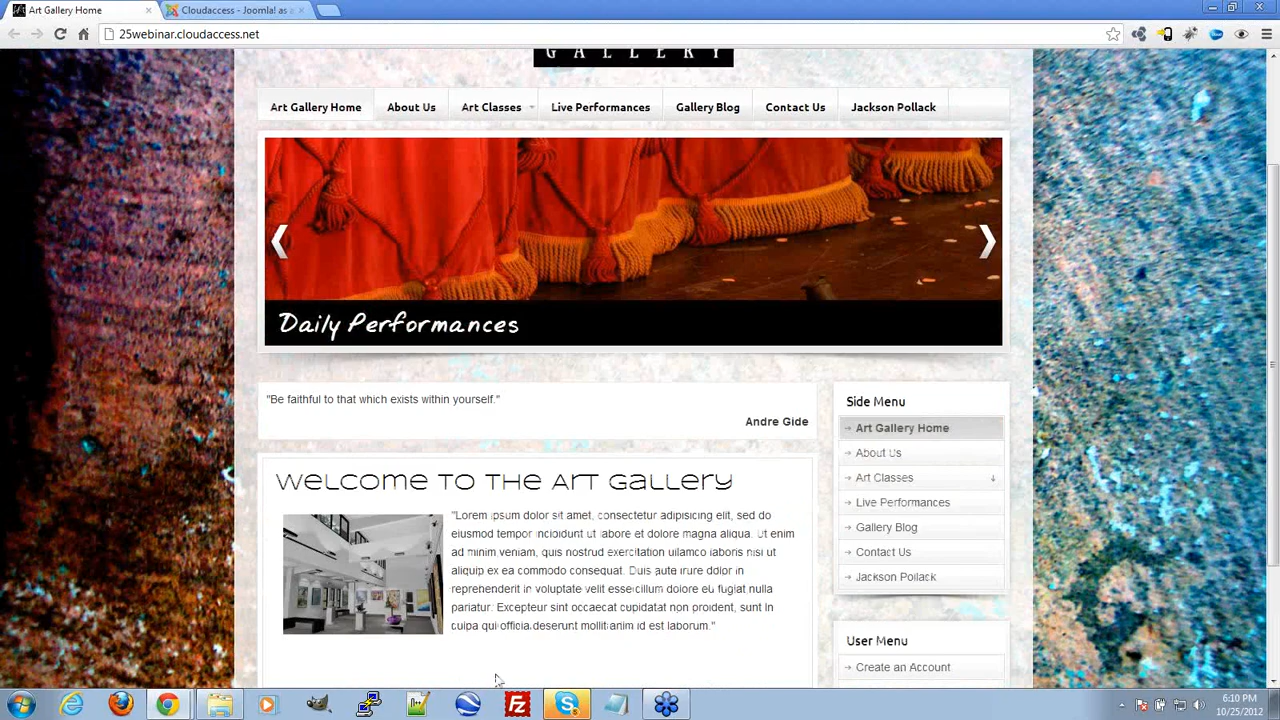 Art Gallery Home
Cloudaccess - Joomla! as a
25webinar.cloudaccess.net
GALLERY
Art Gallery Home
About Us
Art Classes
Live Performances
Gallery Blog
Contact Us
Jackson Pollack
Daily Performances
"Be faithful to that which exists within yourself."
Andre Gide
Welcome to the Art Gallery
"Lorem ipsum dolor sit amet, consectetur adipisicing elit, sed do
eiusmod tempor incididunt ut labore et dolore magna aliqua. Ut enim
ad minim veniam, quis nostrud exercitation ullamco laboris nisi ut
aliquip ex ea commodo consequat. Duis aute irure dolor in
reprehenderit in voluptate velit esse cillum dolore eu fugiat nulla
pariatur. Excepteur sint occaecat cupidatat non proident, sunt in
culpa qui officia deserunt mollit anim id est laborum."
Side Menu
Art Gallery Home
About Us
Art Classes
Live Performances
Gallery Blog
Contact Us
Jackson Pollack
User Menu
Create an Account
6:10 PM
10/25/2012